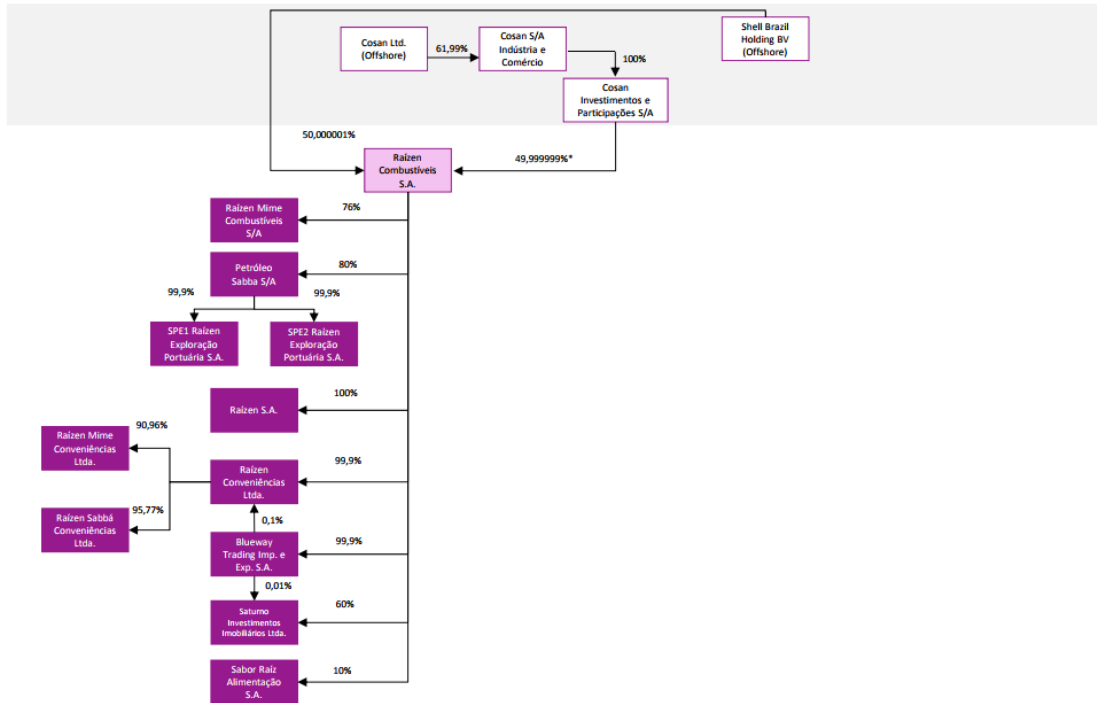 Shell Brazil
Holding BV
(Offshore)
Cosan Ltd.
(Offshore)
61,99%
Cosan S/A
Indústria e
Comércio
100%
Cosan
Investimentos e
Participações S/A
50,000001%
49,999999%*
Raízen
Combustíveis
S.A.
Raízen Mime
Combustíveis
S/A
76%
Petróleo
Sabba S/A
80%
99,9%
99,9%
SPE1 Raízen
Exploração
Portuária S.A.
SPE2 Raízen
Exploração
Portuária S.A.
Raízen S.A.
100%
Raízen Mime
Conveniências
Ltda.
90,96%
Raízen
Conveniências
Ltda.
99,9%
Raízen Sabbá
Conveniências
Ltda.
95,77%
0,1%
Blueway
Trading Imp. e
Exp. S.A.
99,9%
0,01%
Saturno
Investimentos
Imobiliários Ltda.
60%
Sabor Raíz
Alimentação
S.A.
10%